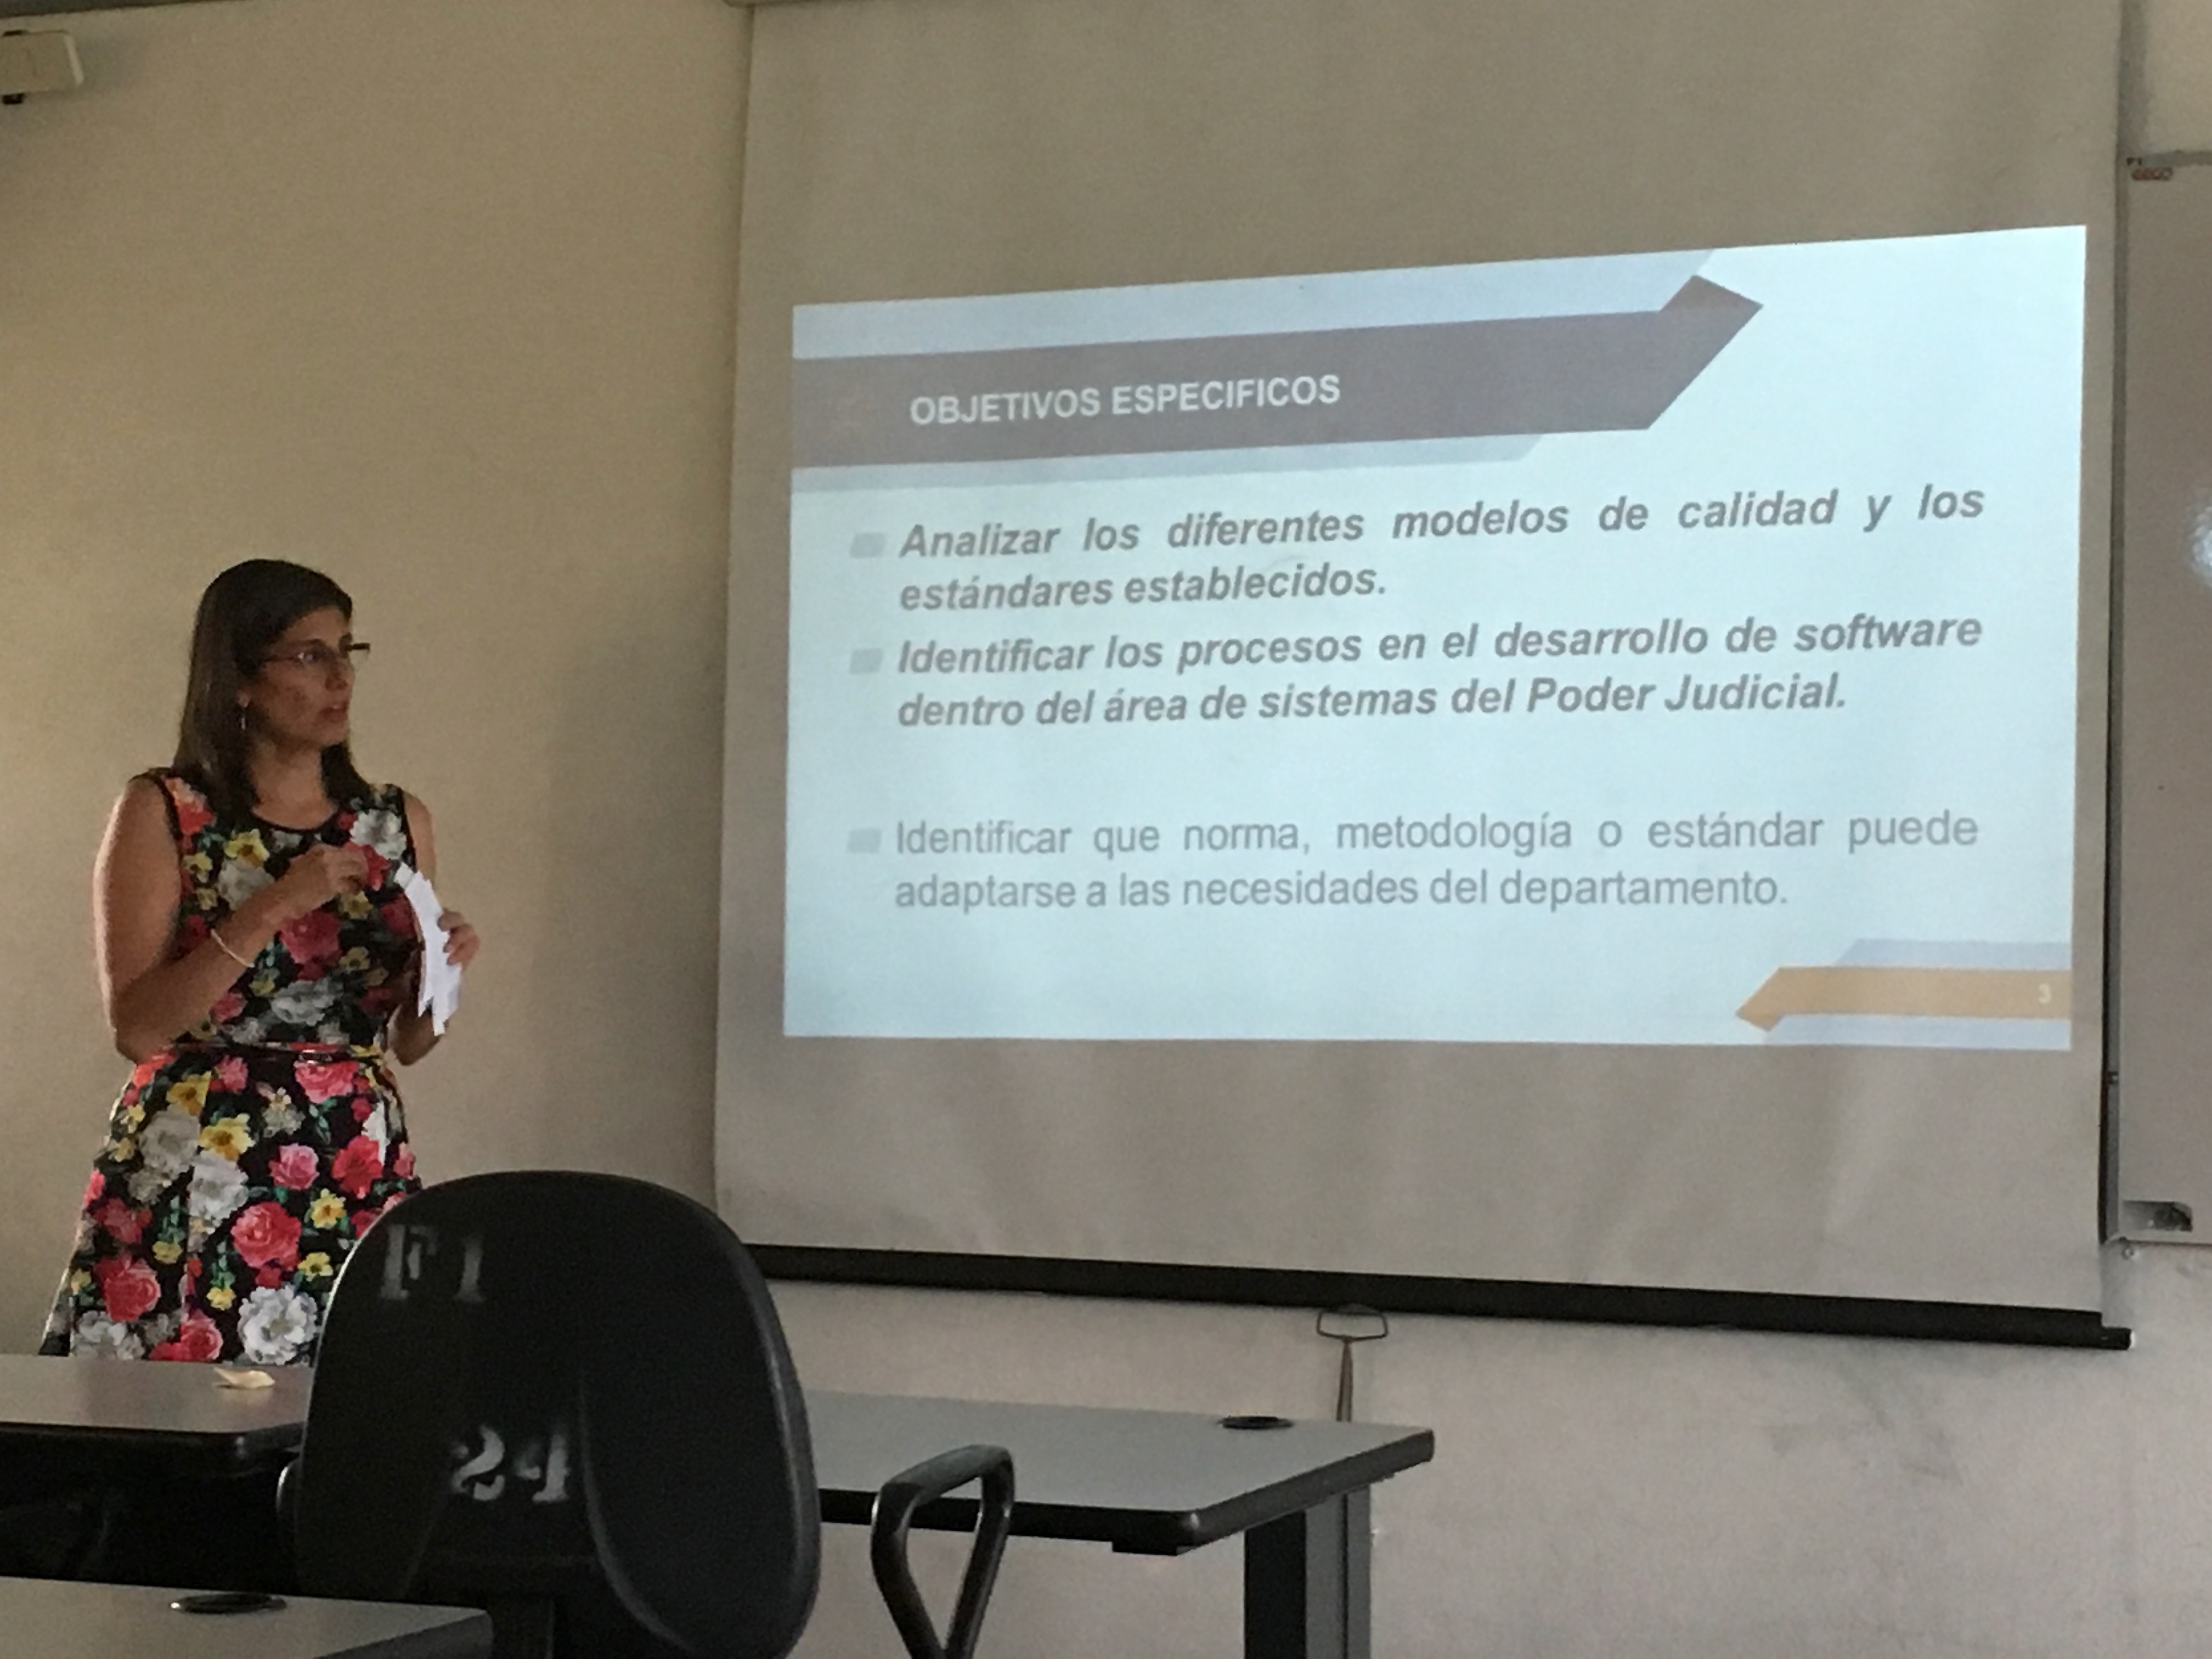 OBJETIVOS ESPECIFICOS
Analizar los diferentes modelos de calidad y los
estándares establecidos.
Identificar los procesos en el desarrollo de software
dentro del área de sistemas del Poder Judicial.
Identificar que norma, metodología o estándar puede
adaptarse a las necesidades del departamento.
3
F1
24